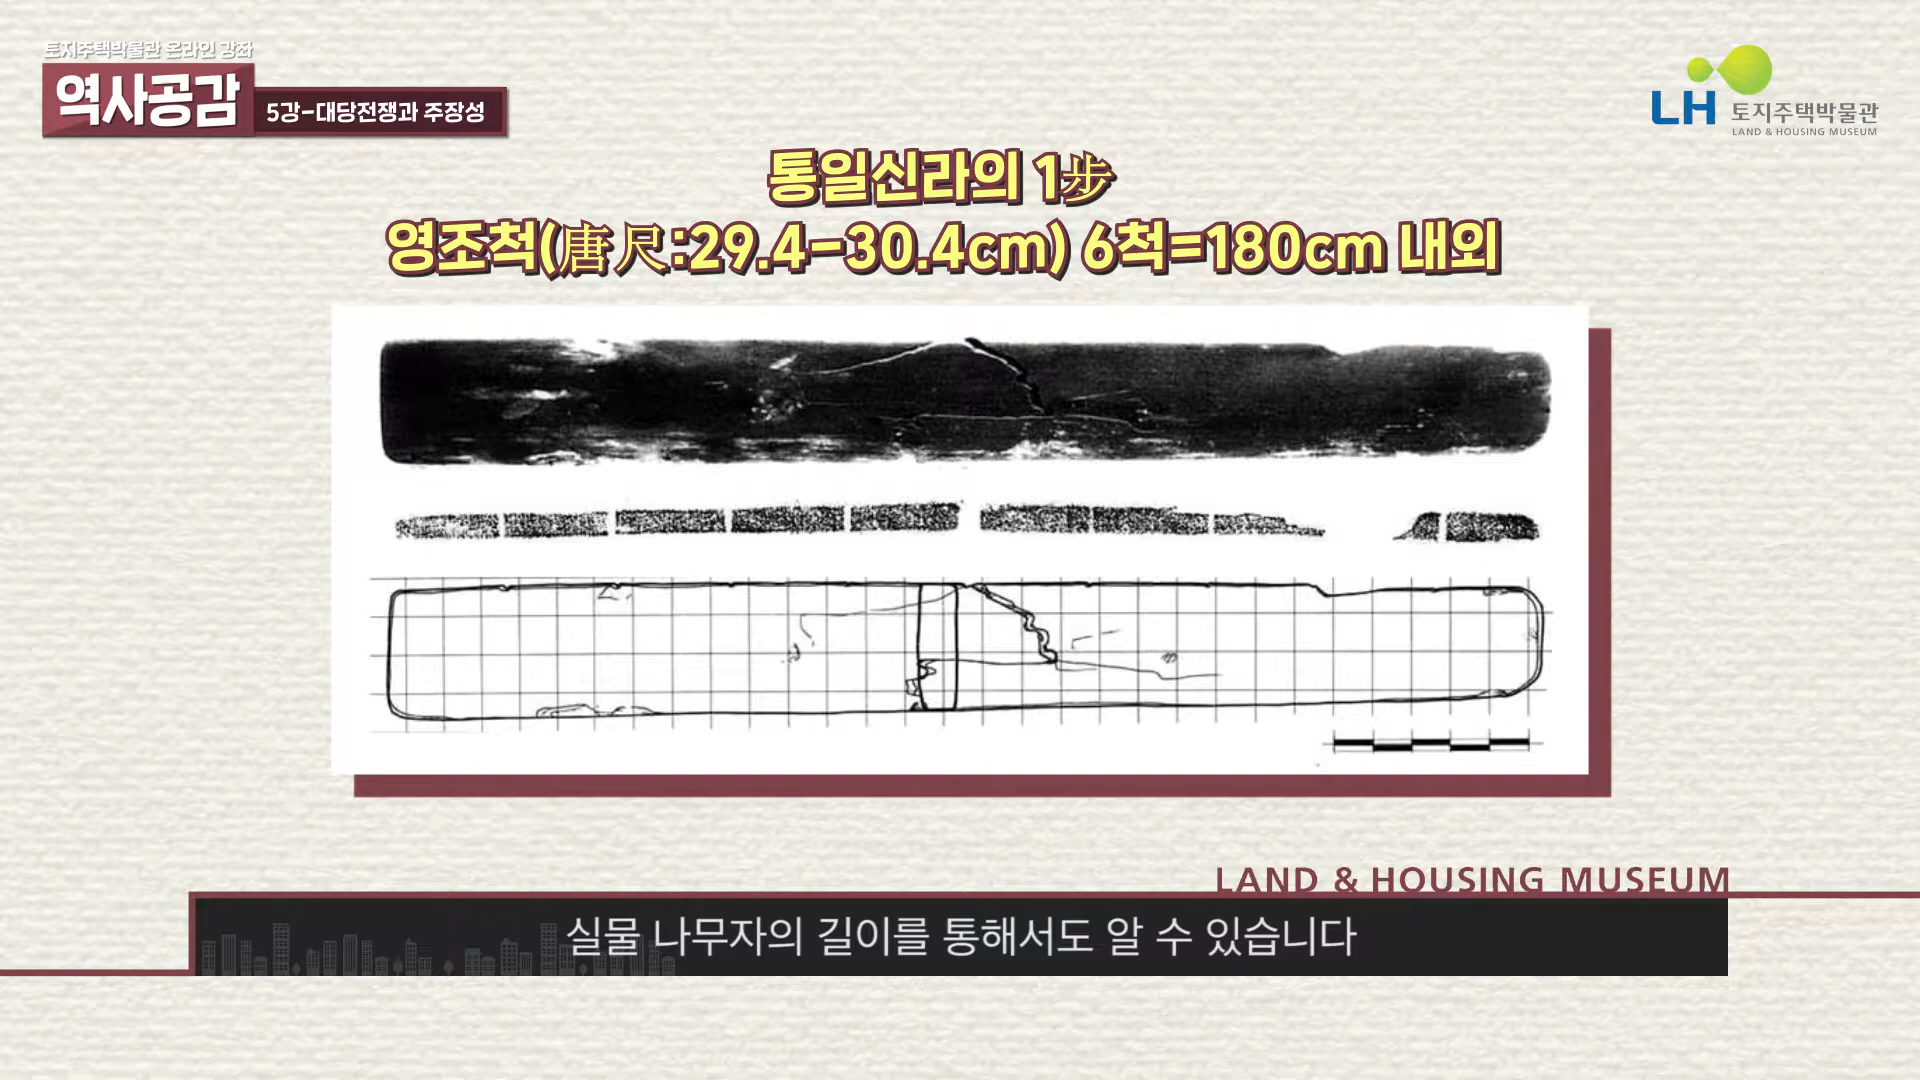 토지주택박물관 온라인 강좌
역사공감
5강-대당전쟁과 주장성
LH 토지주택박물관
LAND & HOUSING MUSEUM
통일신라의 1步
영조척(唐尺:29.4-30.4cm) 6척=180cm 내외
LAND & HOUSING MUSEUM
실물 나무자의 길이를 통해서도 알 수 있습니다